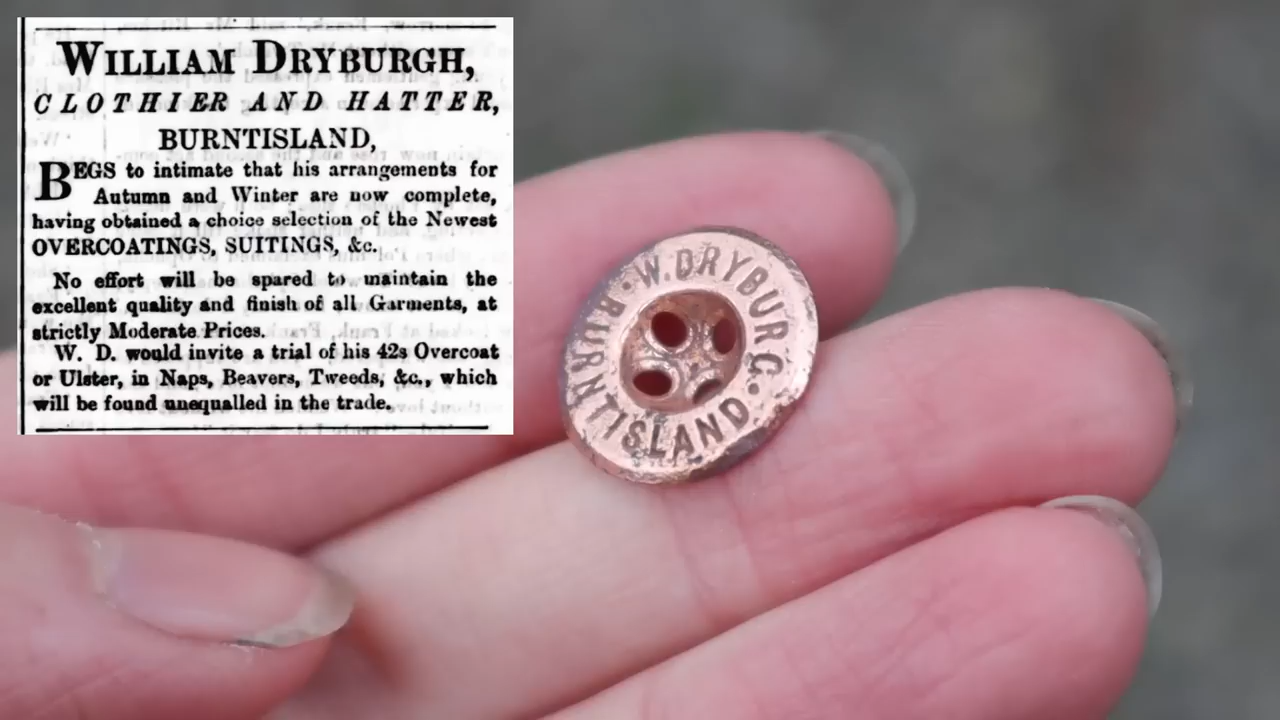 WILLIAM DRYBURGH,
CLOTHIER AND HATTER,
BURNTISLAND,
BEGS to intimate that his arrangements for
Autumn and Winter are now complete,
having obtained a choice selection of the Newest
OVERCOATINGS, SUITINGS, &c.
No effort will be spared to maintain the
excellent quality and finish of all Garments, at
strictly Moderate Prices.
W. D. would invite a trial of his 42s Overcoat
or Ulster, in Naps, Beavers, Tweeds, &c., which
will be found unequalled in the trade.
·W.DRYBURG·
BURNTISLAND